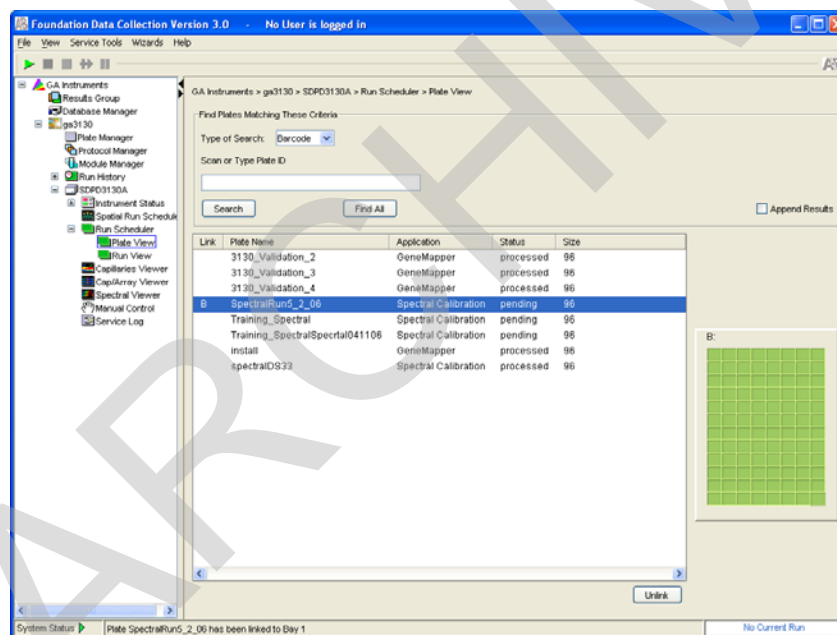 Foundation Data Collection Version 3.0 - No User is logged in
File View Service Tools Wizards Help
GA Instruments
Results Group
Database Manager
ga3130
Plate Manager
Protocol Manager
Module Manager
Run History
SDPD3130A
Instrument Status
Spatial Run Schedule
Run Scheduler
Plate View
Run View
Capillaries Viewer
Cap/Array Viewer
Spectral Viewer
Manual Control
Service Log
GA Instruments > ga3130 > SDPD3130A > Run Scheduler > Plate View
Find Plates Matching These Criteria
Type of Search: Barcode
Scan or Type Plate ID
Search Find All Append Results
Link Plate Name Application Status Size
3130_Validation_2 GeneMapper processed 96
3130_Validation_3 GeneMapper processed 96
3130_Validation_4 GeneMapper processed 96
B SpectralRun5_2_06 Spectral Calibration pending 96
Training_Spectral Spectral Calibration pending 96
Training_SpectralSpecrtal041106 Spectral Calibration pending 96
install GeneMapper processed 96
spectralDS33 Spectral Calibration processed 96
B:
Unlink
System Status Plate SpectralRun5_2_06 has been linked to Bay 1 No Current Run
ARCHIV